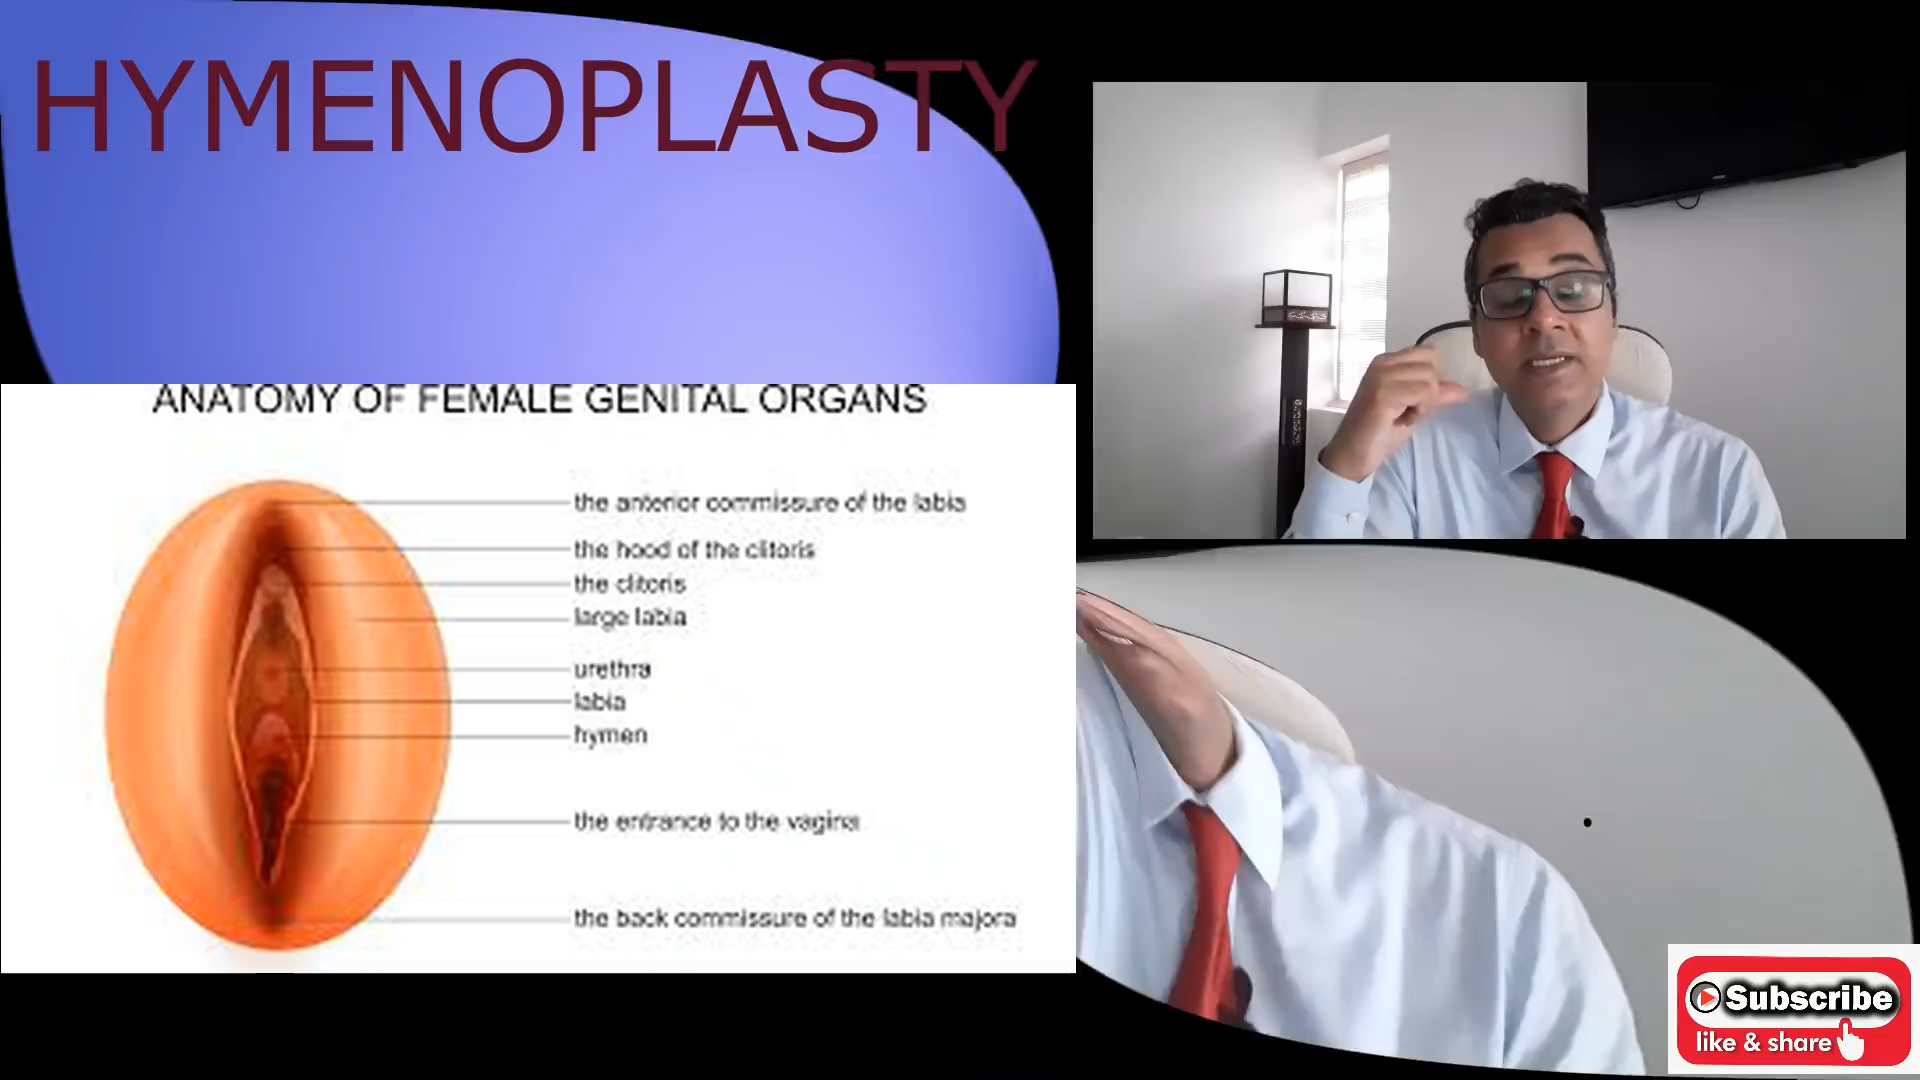 HYMENOPLASTY
ANATOMY OF FEMALE GENITAL ORGANS
the anterior commissure of the labia
the hood of the clitoris
the clitoris
large labia
urethra
labia
hymen
the entrance to the vagina
the back commissure of the labia majora
Subscribe
like & share